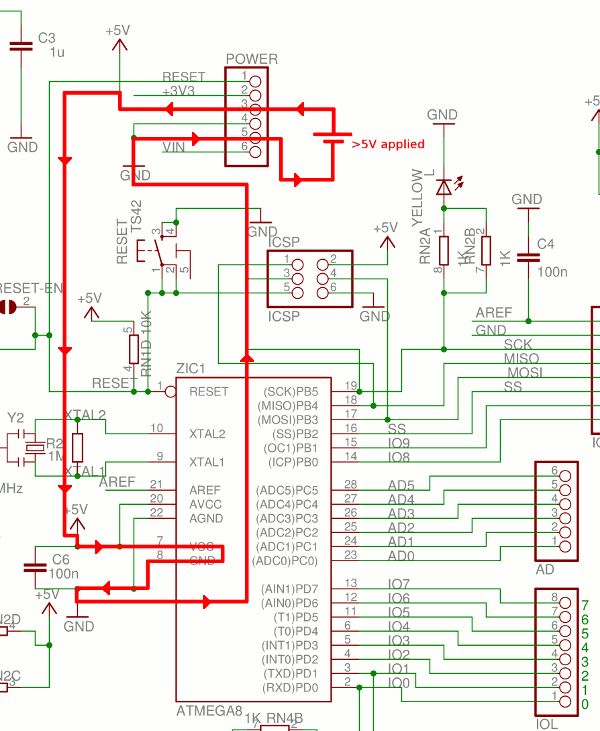 C3
1u
+5V
POWER
RESET
+3V3
1
2
3
4
5
6
VIN
GND
GND
>5V applied
GND
YELLOW
L
RESET
TS42
3
4
1
2
5
GND
ICSP
1
2
3
4
5
6
ICSP
GND
+5V
RN2A
1
8
1K
RN2B
2
7
1K
GND
C4
100n
+5
AREF
GND
SCK
MISO
MOSI
SS
RESET-EN
2
+5V
5
4
RN1D 10K
RESET
ZIC1
1
RESET
(SCK)PB5
19
(MISO)PB4
18
(MOSI)PB3
17
(SS)PB2
16
SS
(OC1)PB1
15
IO9
(ICP)PB0
14
IO8
Y2
XTAL2
10
XTAL2
R2
1M
XTAL1
9
XTAL1
MHz
AREF
21
AREF
20
AVCC
22
AGND
+5V
7
VCC
8
GND
C6
100n
+5V
GND
(ADC5)PC5
28
AD5
(ADC4)PC4
27
AD4
(ADC3)PC3
26
AD3
(ADC2)PC2
25
AD2
(ADC1)PC1
24
AD1
(ADC0)PC0
23
AD0
6
5
4
3
2
1
AD
(AIN1)PD7
13
IO7
(AIN0)PD6
12
IO6
(T1)PD5
11
IO5
(T0)PD4
6
IO4
(INT1)PD3
5
IO3
(INT0)PD2
4
IO2
(TXD)PD1
3
IO1
(RXD)PD0
2
IO0
8
7
7
6
6
5
5
4
4
3
3
2
2
1
1
0
IOL
N2D
N2C
ATMEGA8
1K RN4B